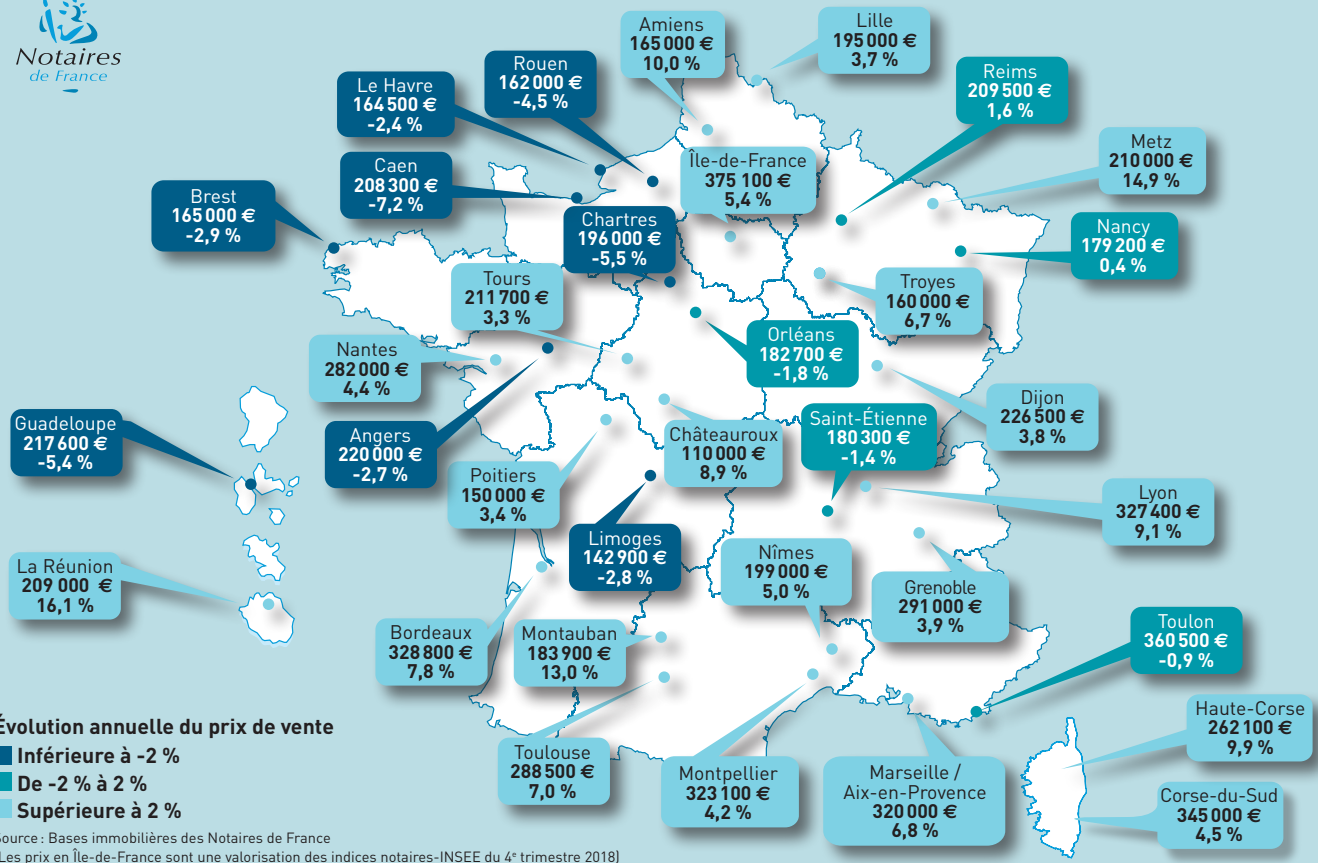 Notaires
de France
Amiens
165 000 €
10,0 %
Lille
195 000 €
3,7 %
Rouen
162 000 €
-4,5 %
Reims
209 500 €
1,6 %
Le Havre
164 500 €
-2,4 %
Metz
210 000 €
14,9 %
Île-de-France
375 100 €
5,4 %
Caen
208 300 €
-7,2 %
Brest
165 000 €
-2,9 %
Chartres
196 000 €
-5,5 %
Nancy
179 200 €
0,4 %
Tours
211 700 €
3,3 %
Troyes
160 000 €
6,7 %
Orléans
182 700 €
-1,8 %
Nantes
282 000 €
4,4 %
Dijon
226 500 €
3,8 %
Guadeloupe
217 600 €
-5,4 %
Angers
220 000 €
-2,7 %
Châteauroux
110 000 €
8,9 %
Saint-Étienne
180 300 €
-1,4 %
Poitiers
150 000 €
3,4 %
Lyon
327 400 €
9,1 %
Limoges
142 900 €
-2,8 %
Nîmes
199 000 €
5,0 %
La Réunion
209 000 €
16,1 %
Grenoble
291 000 €
3,9 %
Bordeaux
328 800 €
7,8 %
Montauban
183 900 €
13,0 %
Toulon
360 500 €
-0,9 %
Toulouse
288 500 €
7,0 %
Montpellier
323 100 €
4,2 %
Marseille /
Aix-en-Provence
320 000 €
6,8 %
Haute-Corse
262 100 €
9,9 %
Corse-du-Sud
345 000 €
4,5 %
Évolution annuelle du prix de vente
Inférieure à -2 %
De -2 % à 2 %
Supérieure à 2 %
Source : Bases immobilières des Notaires de France
(Les prix en Île-de-France sont une valorisation des indices notaires-INSEE du 4e trimestre 2018)